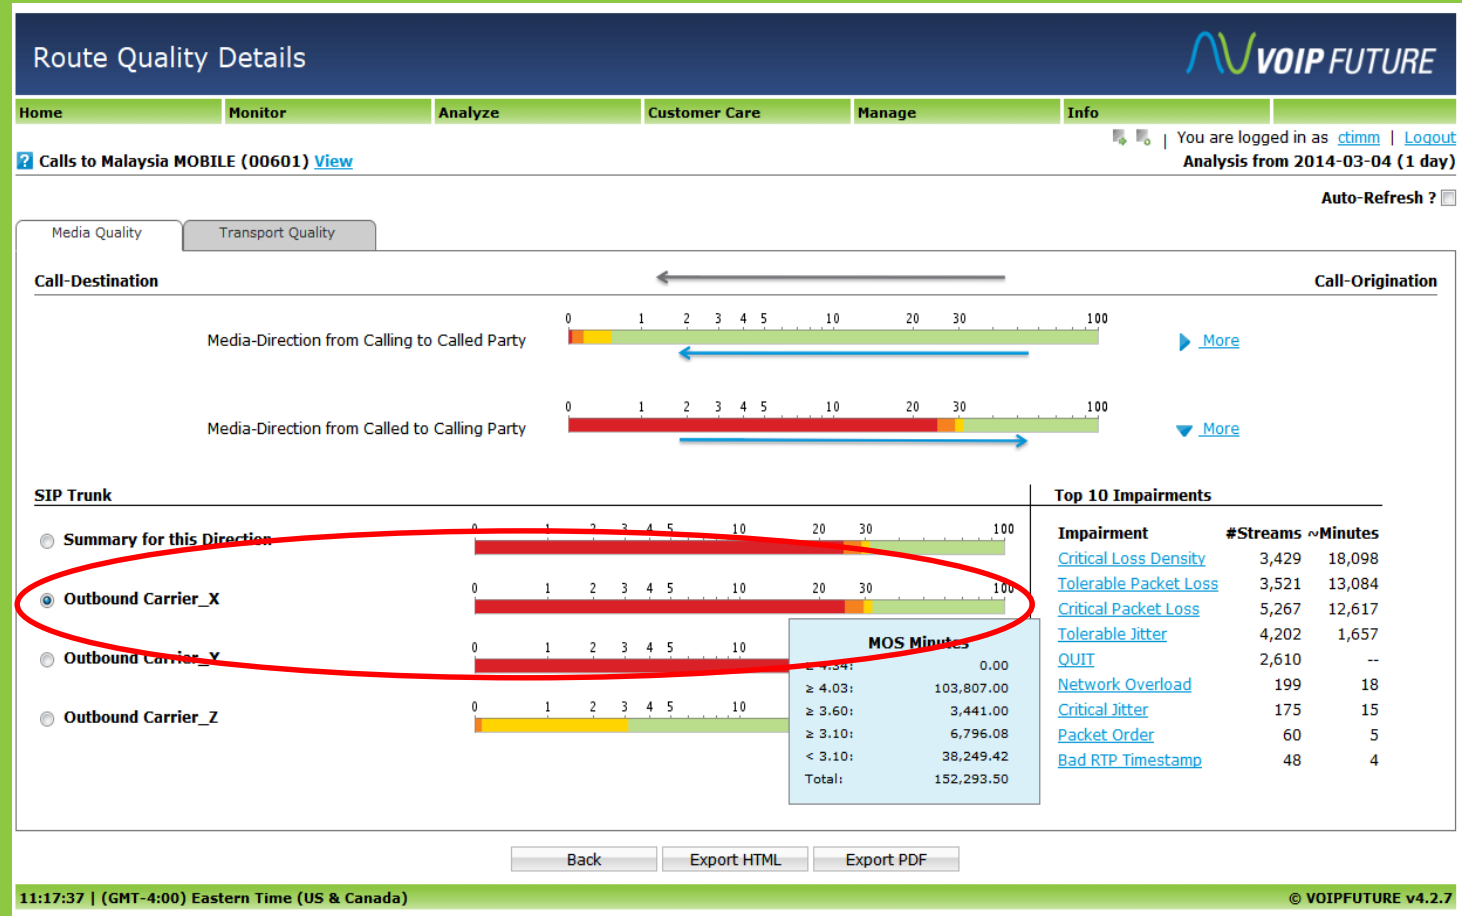 Route Quality Details
VOIP FUTURE
Home Monitor Analyze Customer Care Manage Info
| You are logged in as ctimm | Logout
? Calls to Malaysia MOBILE (00601) View
Analysis from 2014-03-04 (1 day)
Auto-Refresh ?
Media Quality Transport Quality
Call-Destination Call-Origination
0 1 2 3 4 5 10 20 30 100
Media-Direction from Calling to Called Party More
0 1 2 3 4 5 10 20 30 100
Media-Direction from Called to Calling Party More
SIP Trunk
0 1 2 3 4 5 10 20 30 100
Summary for this Direction
0 1 2 3 4 5 10 20 30 100
Outbound Carrier_X
0 1 2 3 4 5 10
Outbound Carrier_Y
0 1 2 3 4 5 10
Outbound Carrier_Z
MOS Minutes
≥ 4.34: 0.00
≥ 4.03: 103,807.00
≥ 3.60: 3,441.00
≥ 3.10: 6,796.08
< 3.10: 38,249.42
Total: 152,293.50
Top 10 Impairments
Impairment #Streams ~Minutes
Critical Loss Density 3,429 18,098
Tolerable Packet Loss 3,521 13,084
Critical Packet Loss 5,267 12,617
Tolerable Jitter 4,202 1,657
QUIT 2,610 --
Network Overload 199 18
Critical Jitter 175 15
Packet Order 60 5
Bad RTP Timestamp 48 4
Back Export HTML Export PDF
11:17:37 | (GMT-4:00) Eastern Time (US & Canada)
© VOIPFUTURE v4.2.7